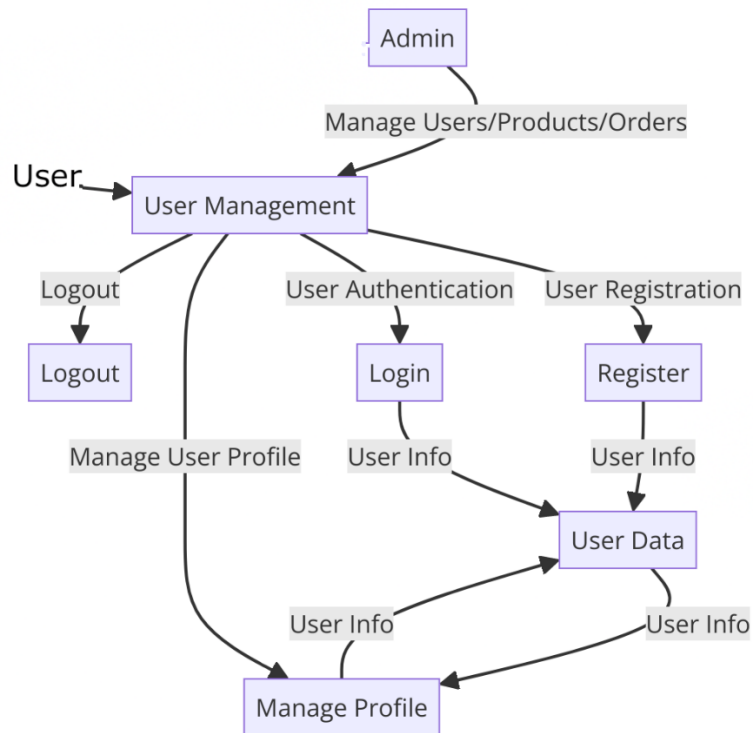 Admin
Manage Users/Products/Orders
User
User Management
Logout
User Authentication
User Registration
Logout
Login
Register
Manage User Profile
User Info
User Info
User Data
User Info
User Info
Manage Profile